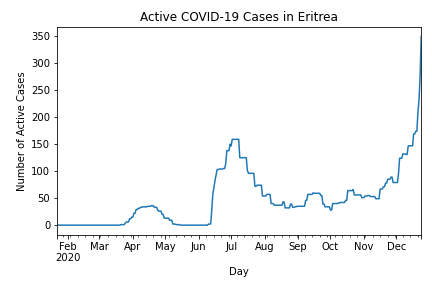 Active COVID-19 Cases in Eritrea
Number of Active Cases
350
300
250
200
150
100
50
0
Feb Mar Apr May Jun Jul Aug Sep Oct Nov Dec
2020
Day